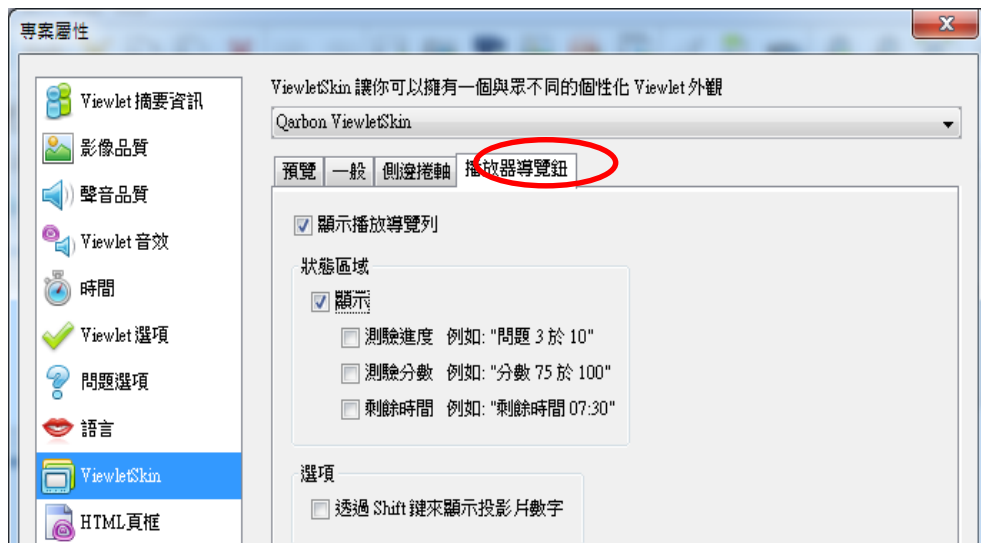 專案屬性
Viewlet 摘要資訊
影像品質
聲音品質
Viewlet 音效
時間
Viewlet 選項
問題選項
語言
ViewletSkin
HTML頁框
ViewletSkin 讓你可以擁有一個與眾不同的個性化 Viewlet 外觀
Qarbon ViewletSkin
預覽 一般 側邊捲軸 播放器導覽鈕
顯示播放導覽列
狀態區域
顯示
測驗進度 例如: "問題 3 於 10"
測驗分數 例如: "分數 75 於 100"
剩餘時間 例如: "剩餘時間 07:30"
選項
透過 Shift 鍵來顯示投影片數字